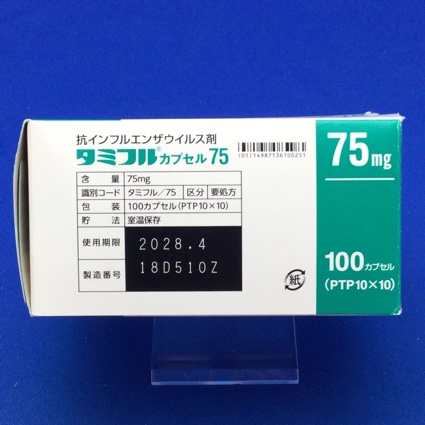 抗インフルエンザウイルス剤
タミフル®カプセル75
(01)14987136100251
含量 75mg
識別コード タミフル/75 区分 要処方
包装 100カプセル(PTP10×10)
貯法 室温保存
使用期限 2028.4
製造番号 18D510Z
紙
75mg
100カプセル
(PTP10×10)